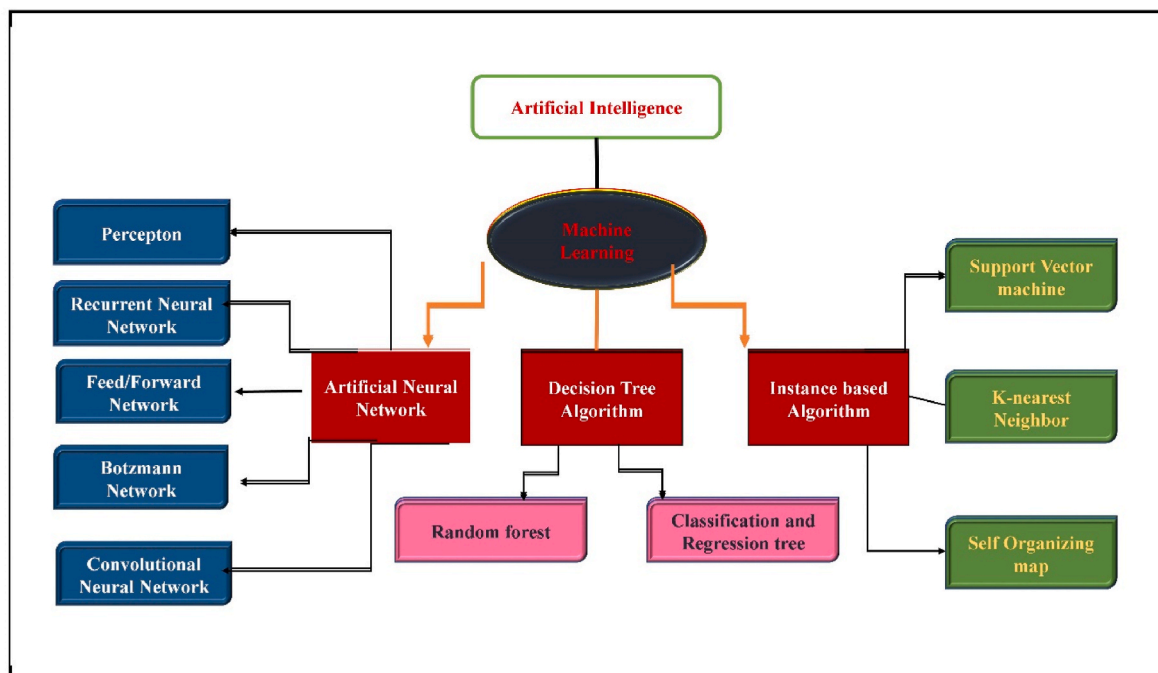 Artificial Intelligence
Machine
Learning
Percepton
Recurrent Neural
Network
Feed/Forward
Network
Botzmann
Network
Convolutional
Neural Network
Artificial Neural
Network
Decision Tree
Algorithm
Instance based
Algorithm
Random forest
Classification and
Regression tree
Support Vector
machine
K-nearest
Neighbor
Self Organizing
map